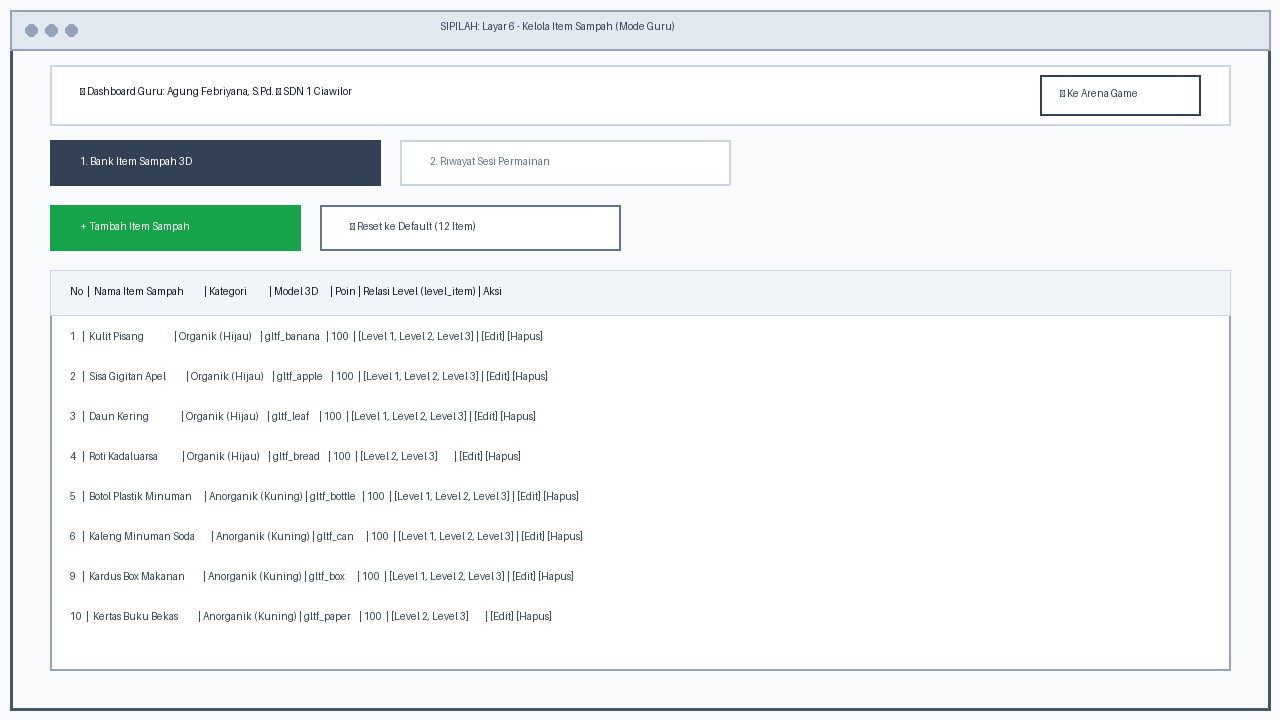 SIPILAH: Layar 6 - Kelola Item Sampah (Mode Guru)
Dashboard Guru: Agung Febriyana, S.Pd. SDN 1 Ciawilor
Ke Arena Game
1. Bank Item Sampah 3D
2. Riwayat Sesi Permainan
+ Tambah Item Sampah
Reset ke Default (12 Item)
No | Nama Item Sampah | Kategori | Model 3D | Poin | Relasi Level (level_item) | Aksi
1 | Kulit Pisang | Organik (Hijau) | gltf_banana | 100 | [Level 1, Level 2, Level 3] | [Edit] [Hapus]
2 | Sisa Gigitan Apel | Organik (Hijau) | gltf_apple | 100 | [Level 1, Level 2, Level 3] | [Edit] [Hapus]
3 | Daun Kering | Organik (Hijau) | gltf_leaf | 100 | [Level 1, Level 2, Level 3] | [Edit] [Hapus]
4 | Roti Kadaluarsa | Organik (Hijau) | gltf_bread | 100 | [Level 2, Level 3] | [Edit] [Hapus]
5 | Botol Plastik Minuman | Anorganik (Kuning) | gltf_bottle | 100 | [Level 1, Level 2, Level 3] | [Edit] [Hapus]
6 | Kaleng Minuman Soda | Anorganik (Kuning) | gltf_can | 100 | [Level 1, Level 2, Level 3] | [Edit] [Hapus]
9 | Kardus Box Makanan | Anorganik (Kuning) | gltf_box | 100 | [Level 1, Level 2, Level 3] | [Edit] [Hapus]
10 | Kertas Buku Bekas | Anorganik (Kuning) | gltf_paper | 100 | [Level 2, Level 3] | [Edit] [Hapus]